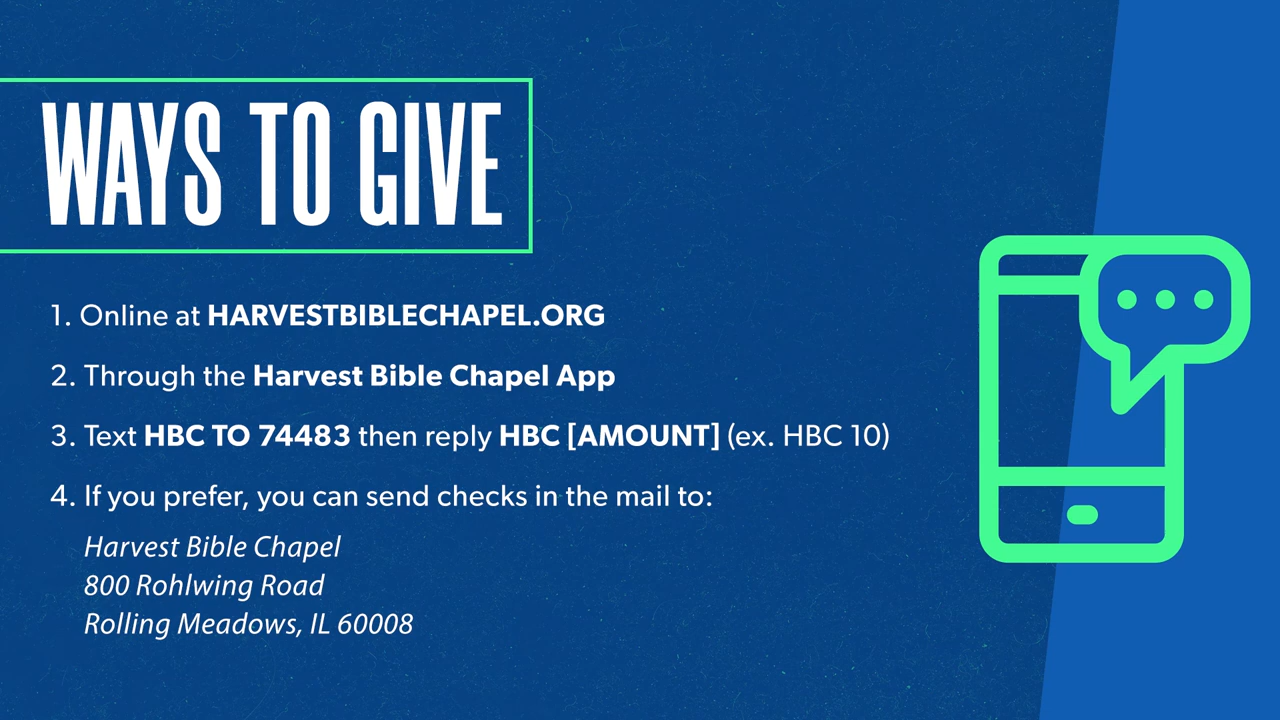 WAYS TO GIVE
1. Online at HARVESTBIBLECHAPEL.ORG
2. Through the Harvest Bible Chapel App
3. Text HBC TO 74483 then reply HBC [AMOUNT] (ex. HBC 10)
4. If you prefer, you can send checks in the mail to:
Harvest Bible Chapel
800 Rohlwing Road
Rolling Meadows, IL 60008